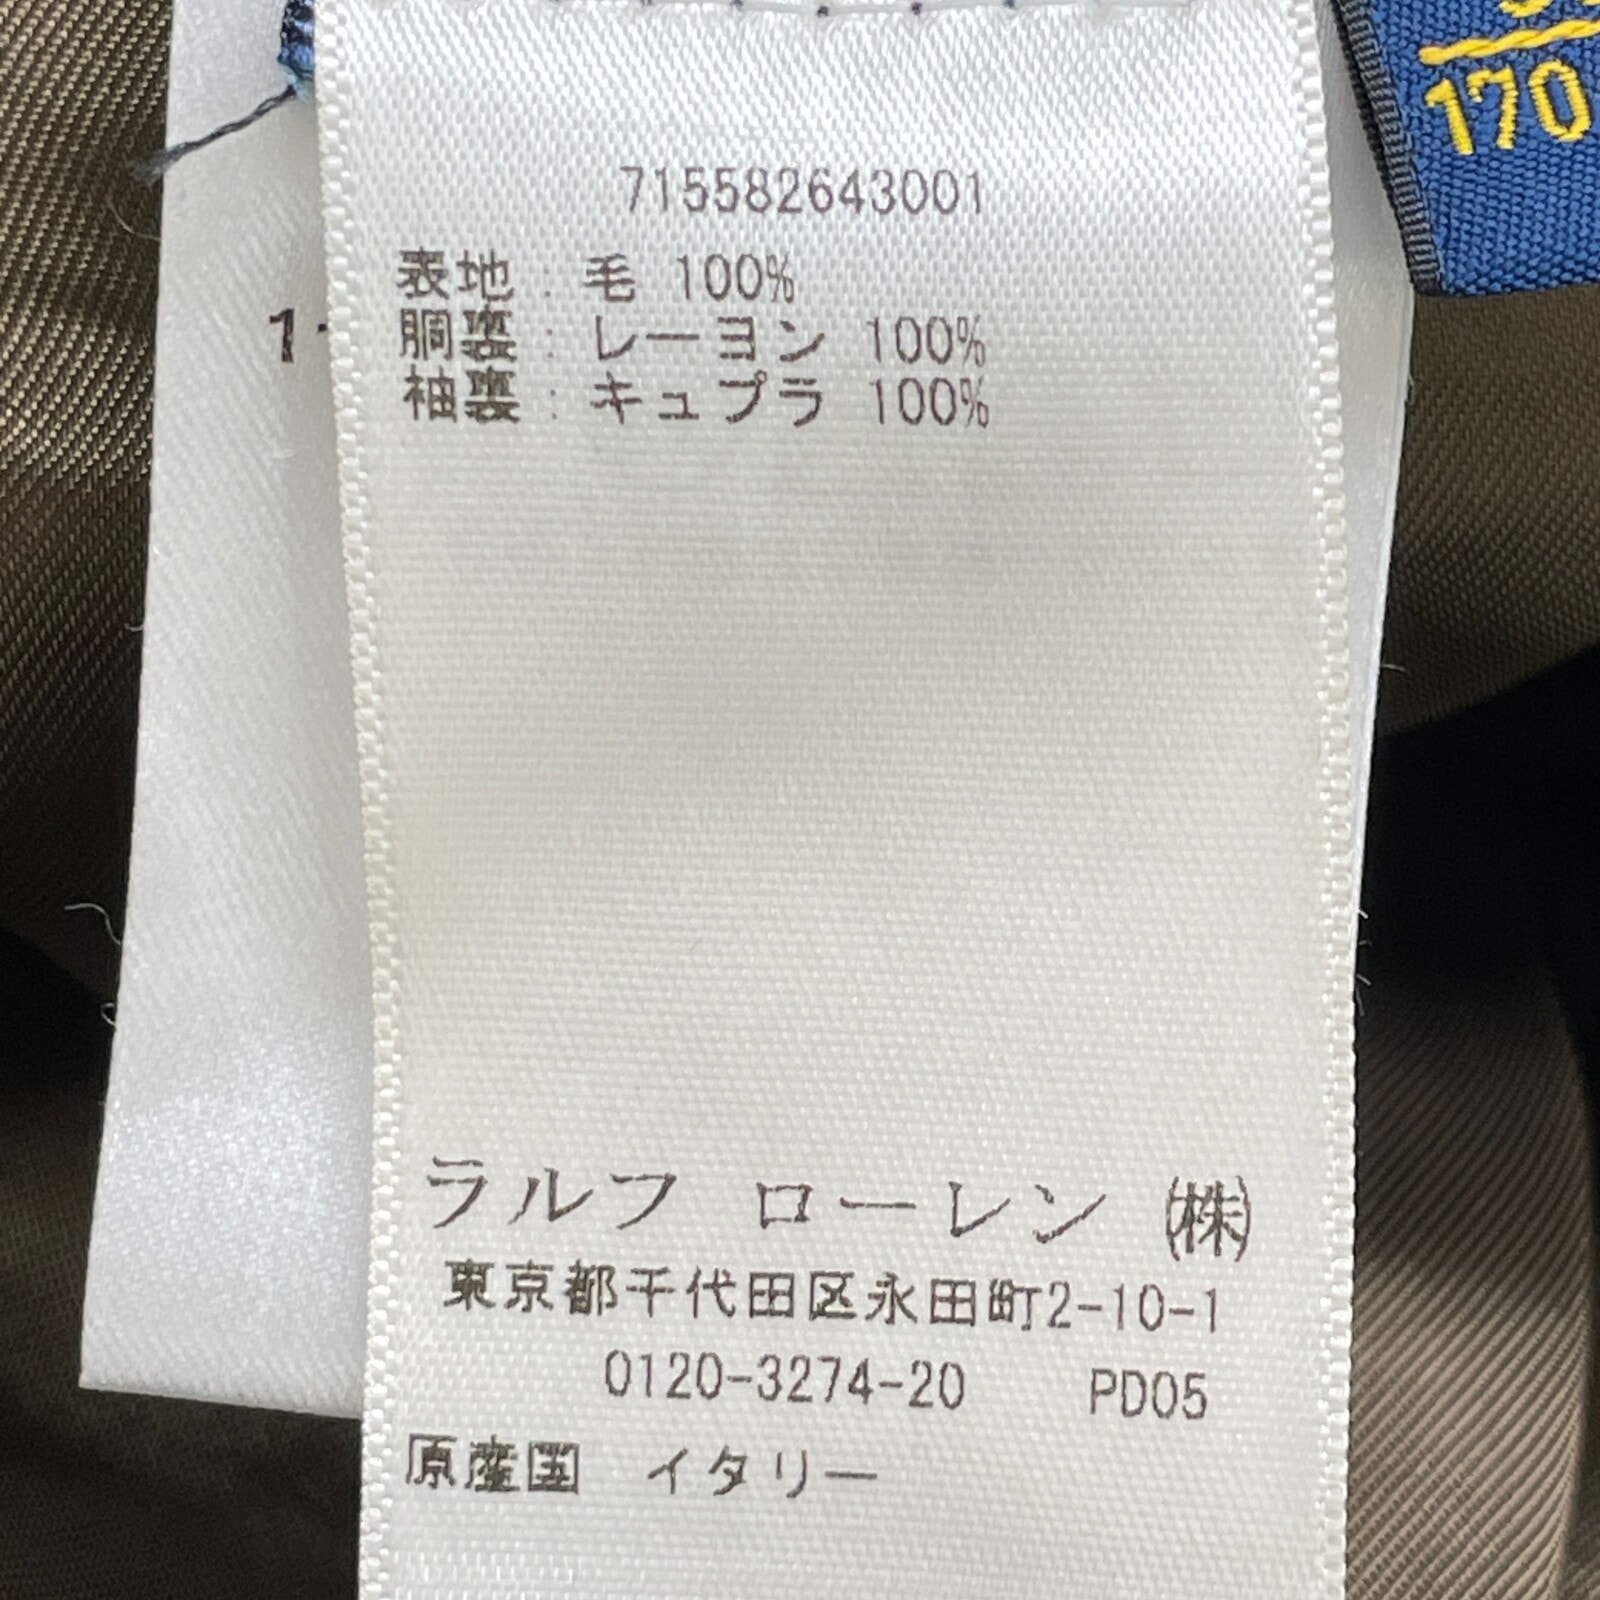 170
715582643001
表地：毛 100%
胴裏：レーヨン 100%
袖裏：キュプラ 100%
ラルフ ローレン ㈱
東京都千代田区永田町2-10-1
0120-3274-20 PD05
原産国 イタリー